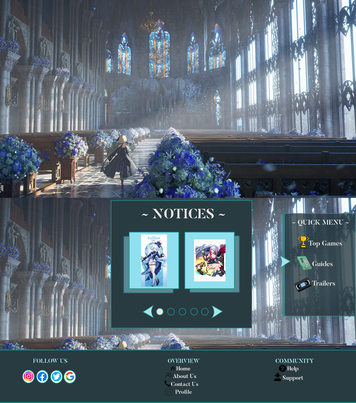 ~ NOTICES ~
~ QUICK MENU ~
Top Games
Guides
Trailers
FOLLOW US
OVERVIEW
Home
About Us
Contact Us
Profile
COMMUNITY
Help
Support